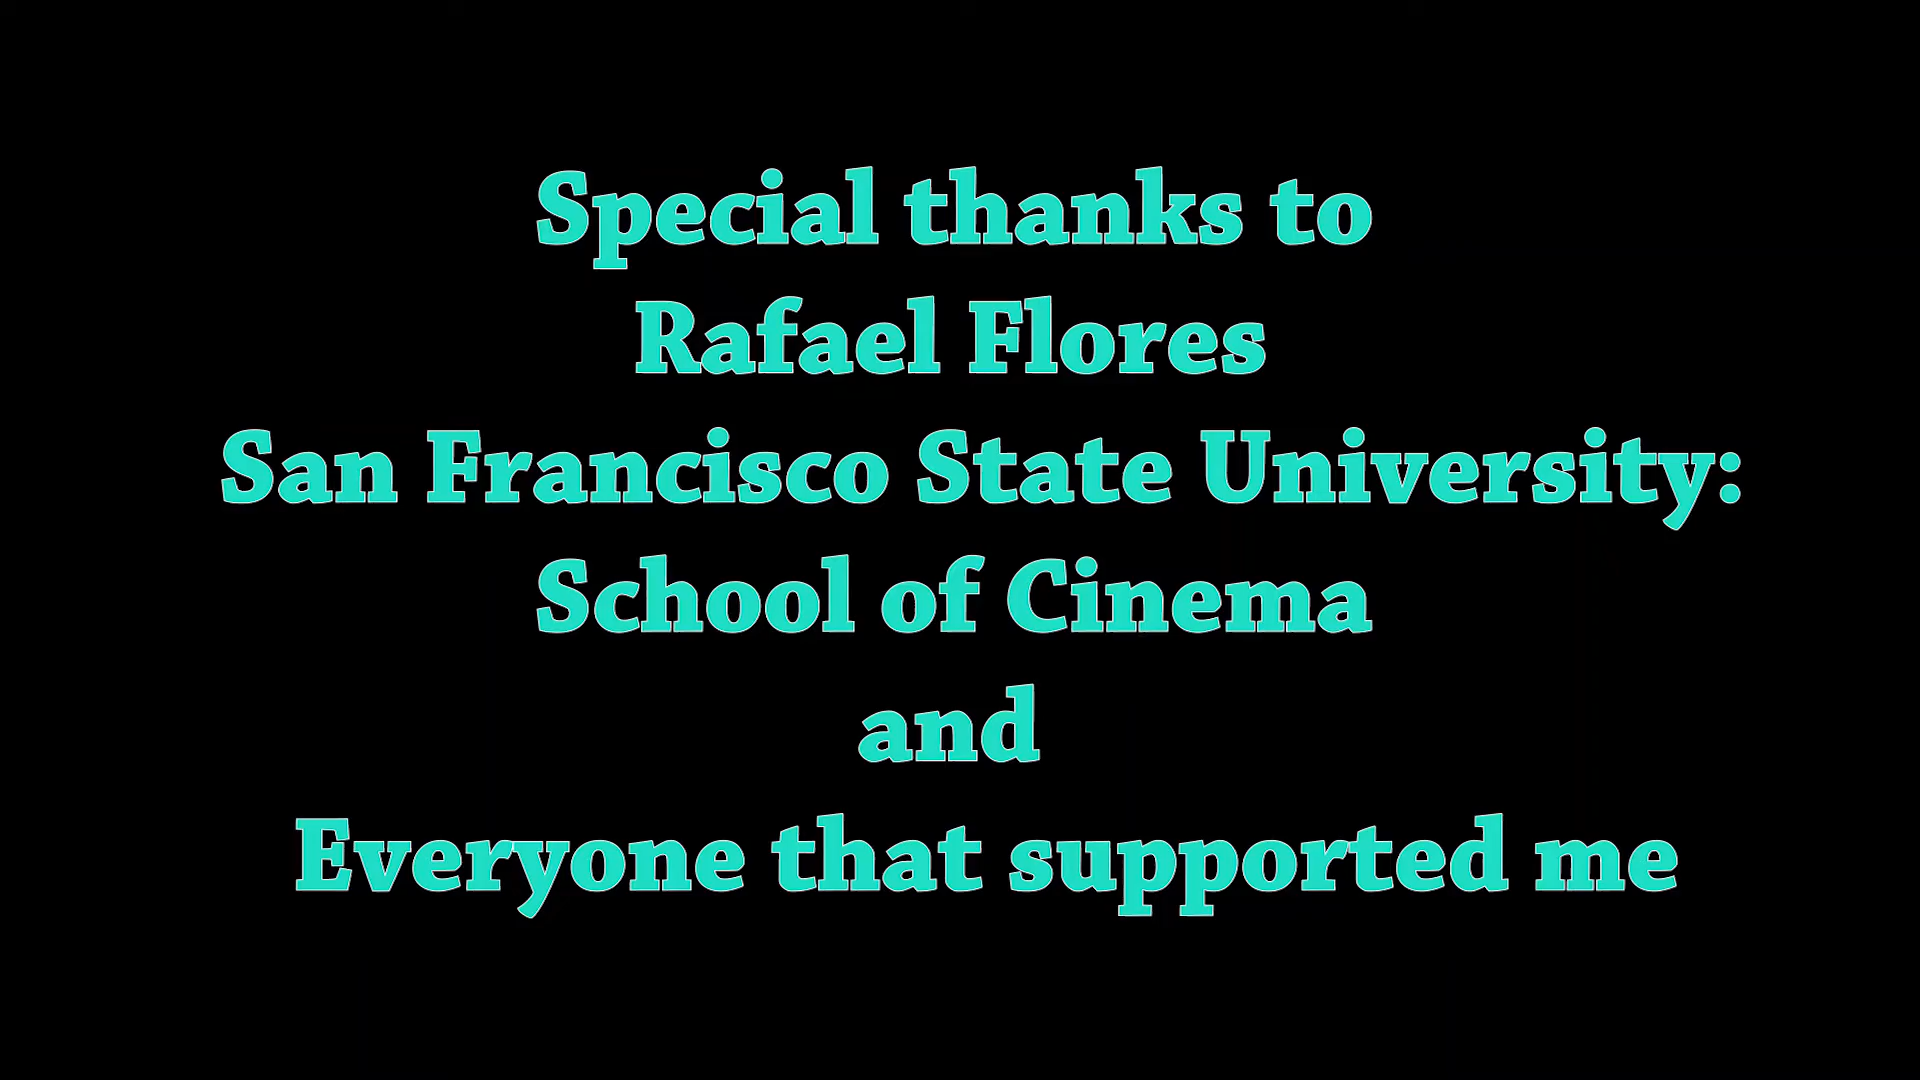 Special thanks to
Rafael Flores
San Francisco State University:
School of Cinema
and
Everyone that supported me